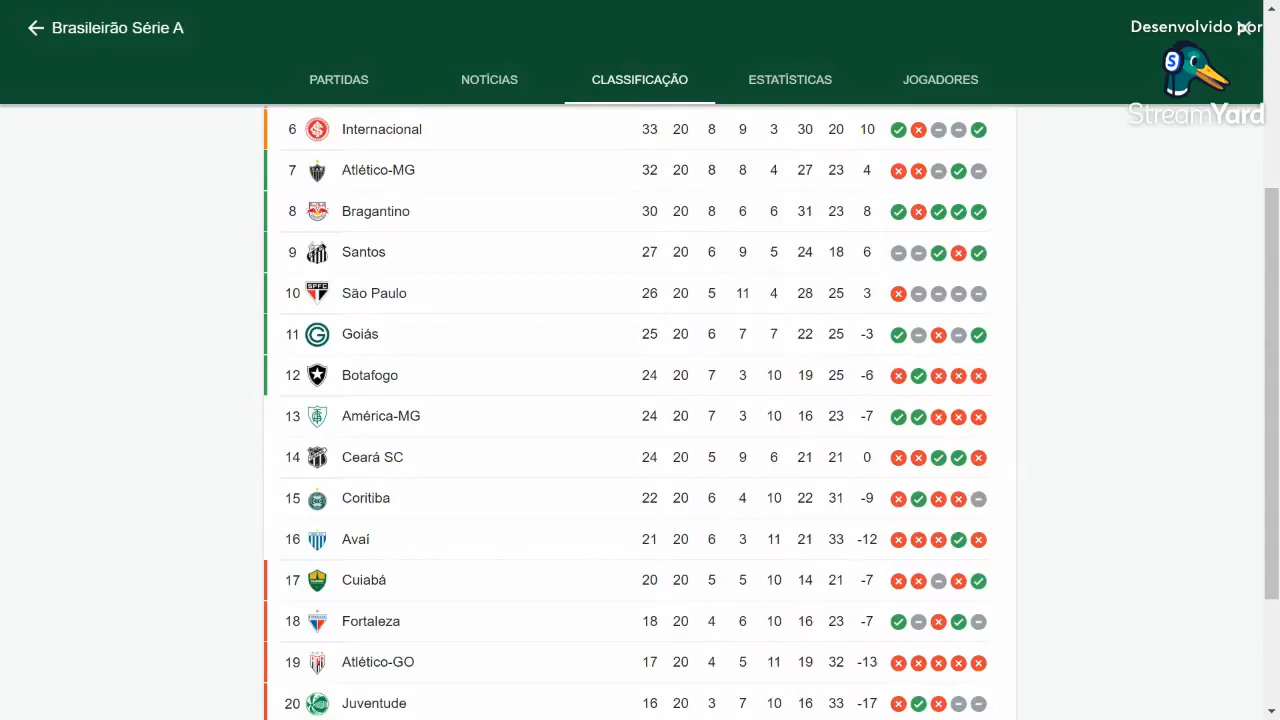 Brasileirão Série A
Desenvolvido por
StreamYard
PARTIDAS NOTÍCIAS CLASSIFICAÇÃO ESTATÍSTICAS JOGADORES
6 Internacional 33 20 8 9 3 30 20 10
7 Atlético-MG 32 20 8 8 4 27 23 4
8 Bragantino 30 20 8 6 6 31 23 8
9 Santos 27 20 6 9 5 24 18 6
10 SPFC São Paulo 26 20 5 11 4 28 25 3
11 G Goiás 25 20 6 7 7 22 25 -3
12 Botafogo 24 20 7 3 10 19 25 -6
13 América-MG 24 20 7 3 10 16 23 -7
14 Ceará SC 24 20 5 9 6 21 21 0
15 Coritiba 22 20 6 4 10 22 31 -9
16 Avaí 21 20 6 3 11 21 33 -12
17 Cuiabá 20 20 5 5 10 14 21 -7
18 Fortaleza 18 20 4 6 10 16 23 -7
19 Atlético-GO 17 20 4 5 11 19 32 -13
20 Juventude 16 20 3 7 10 16 33 -17